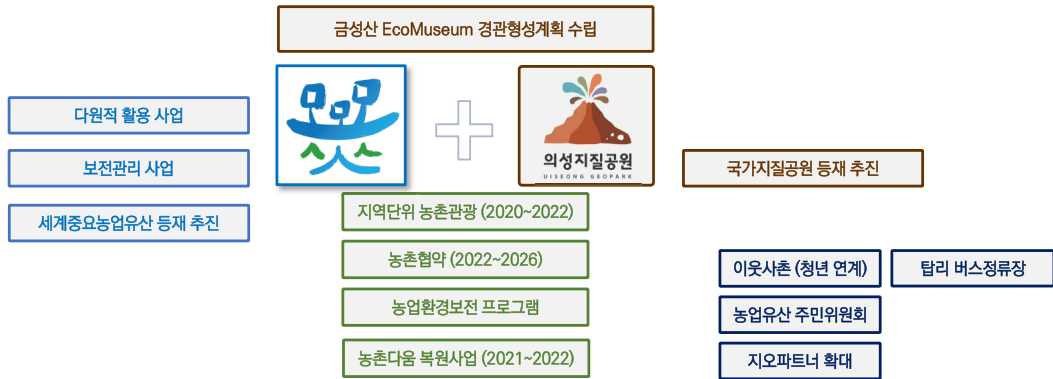 금성산 EcoMuseum 경관형성계획 수립
다원적 활용 사업
보전관리 사업
세계중요농업유산 등재 추진
의성지질공원
UISEONG GEOPARK
국가지질공원 등재 추진
지역단위 농촌관광 (2020~2022)
농촌협약 (2022~2026)
농업환경보전 프로그램
농촌다움 복원사업 (2021~2022)
이웃사촌 (청년 연계)
탑리 버스정류장
농업유산 주민위원회
지오파트너 확대